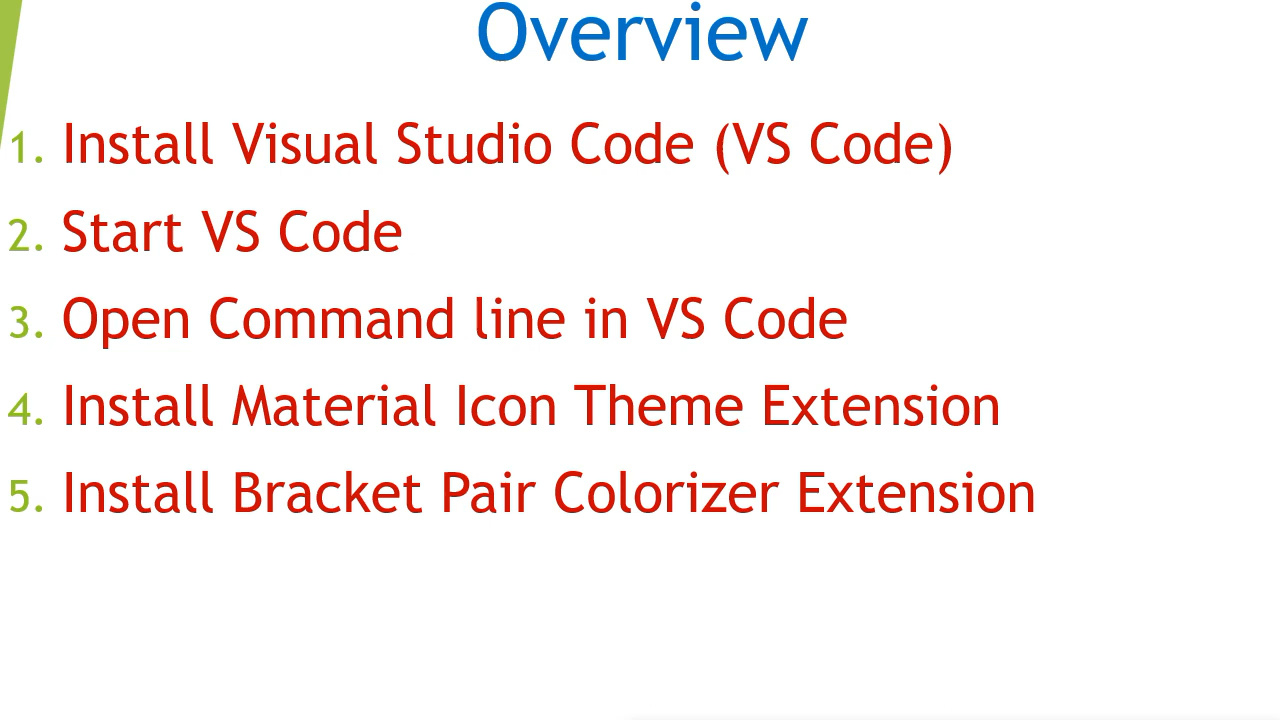 Overview
1. Install Visual Studio Code (VS Code)
2. Start VS Code
3. Open Command line in VS Code
4. Install Material Icon Theme Extension
5. Install Bracket Pair Colorizer Extension